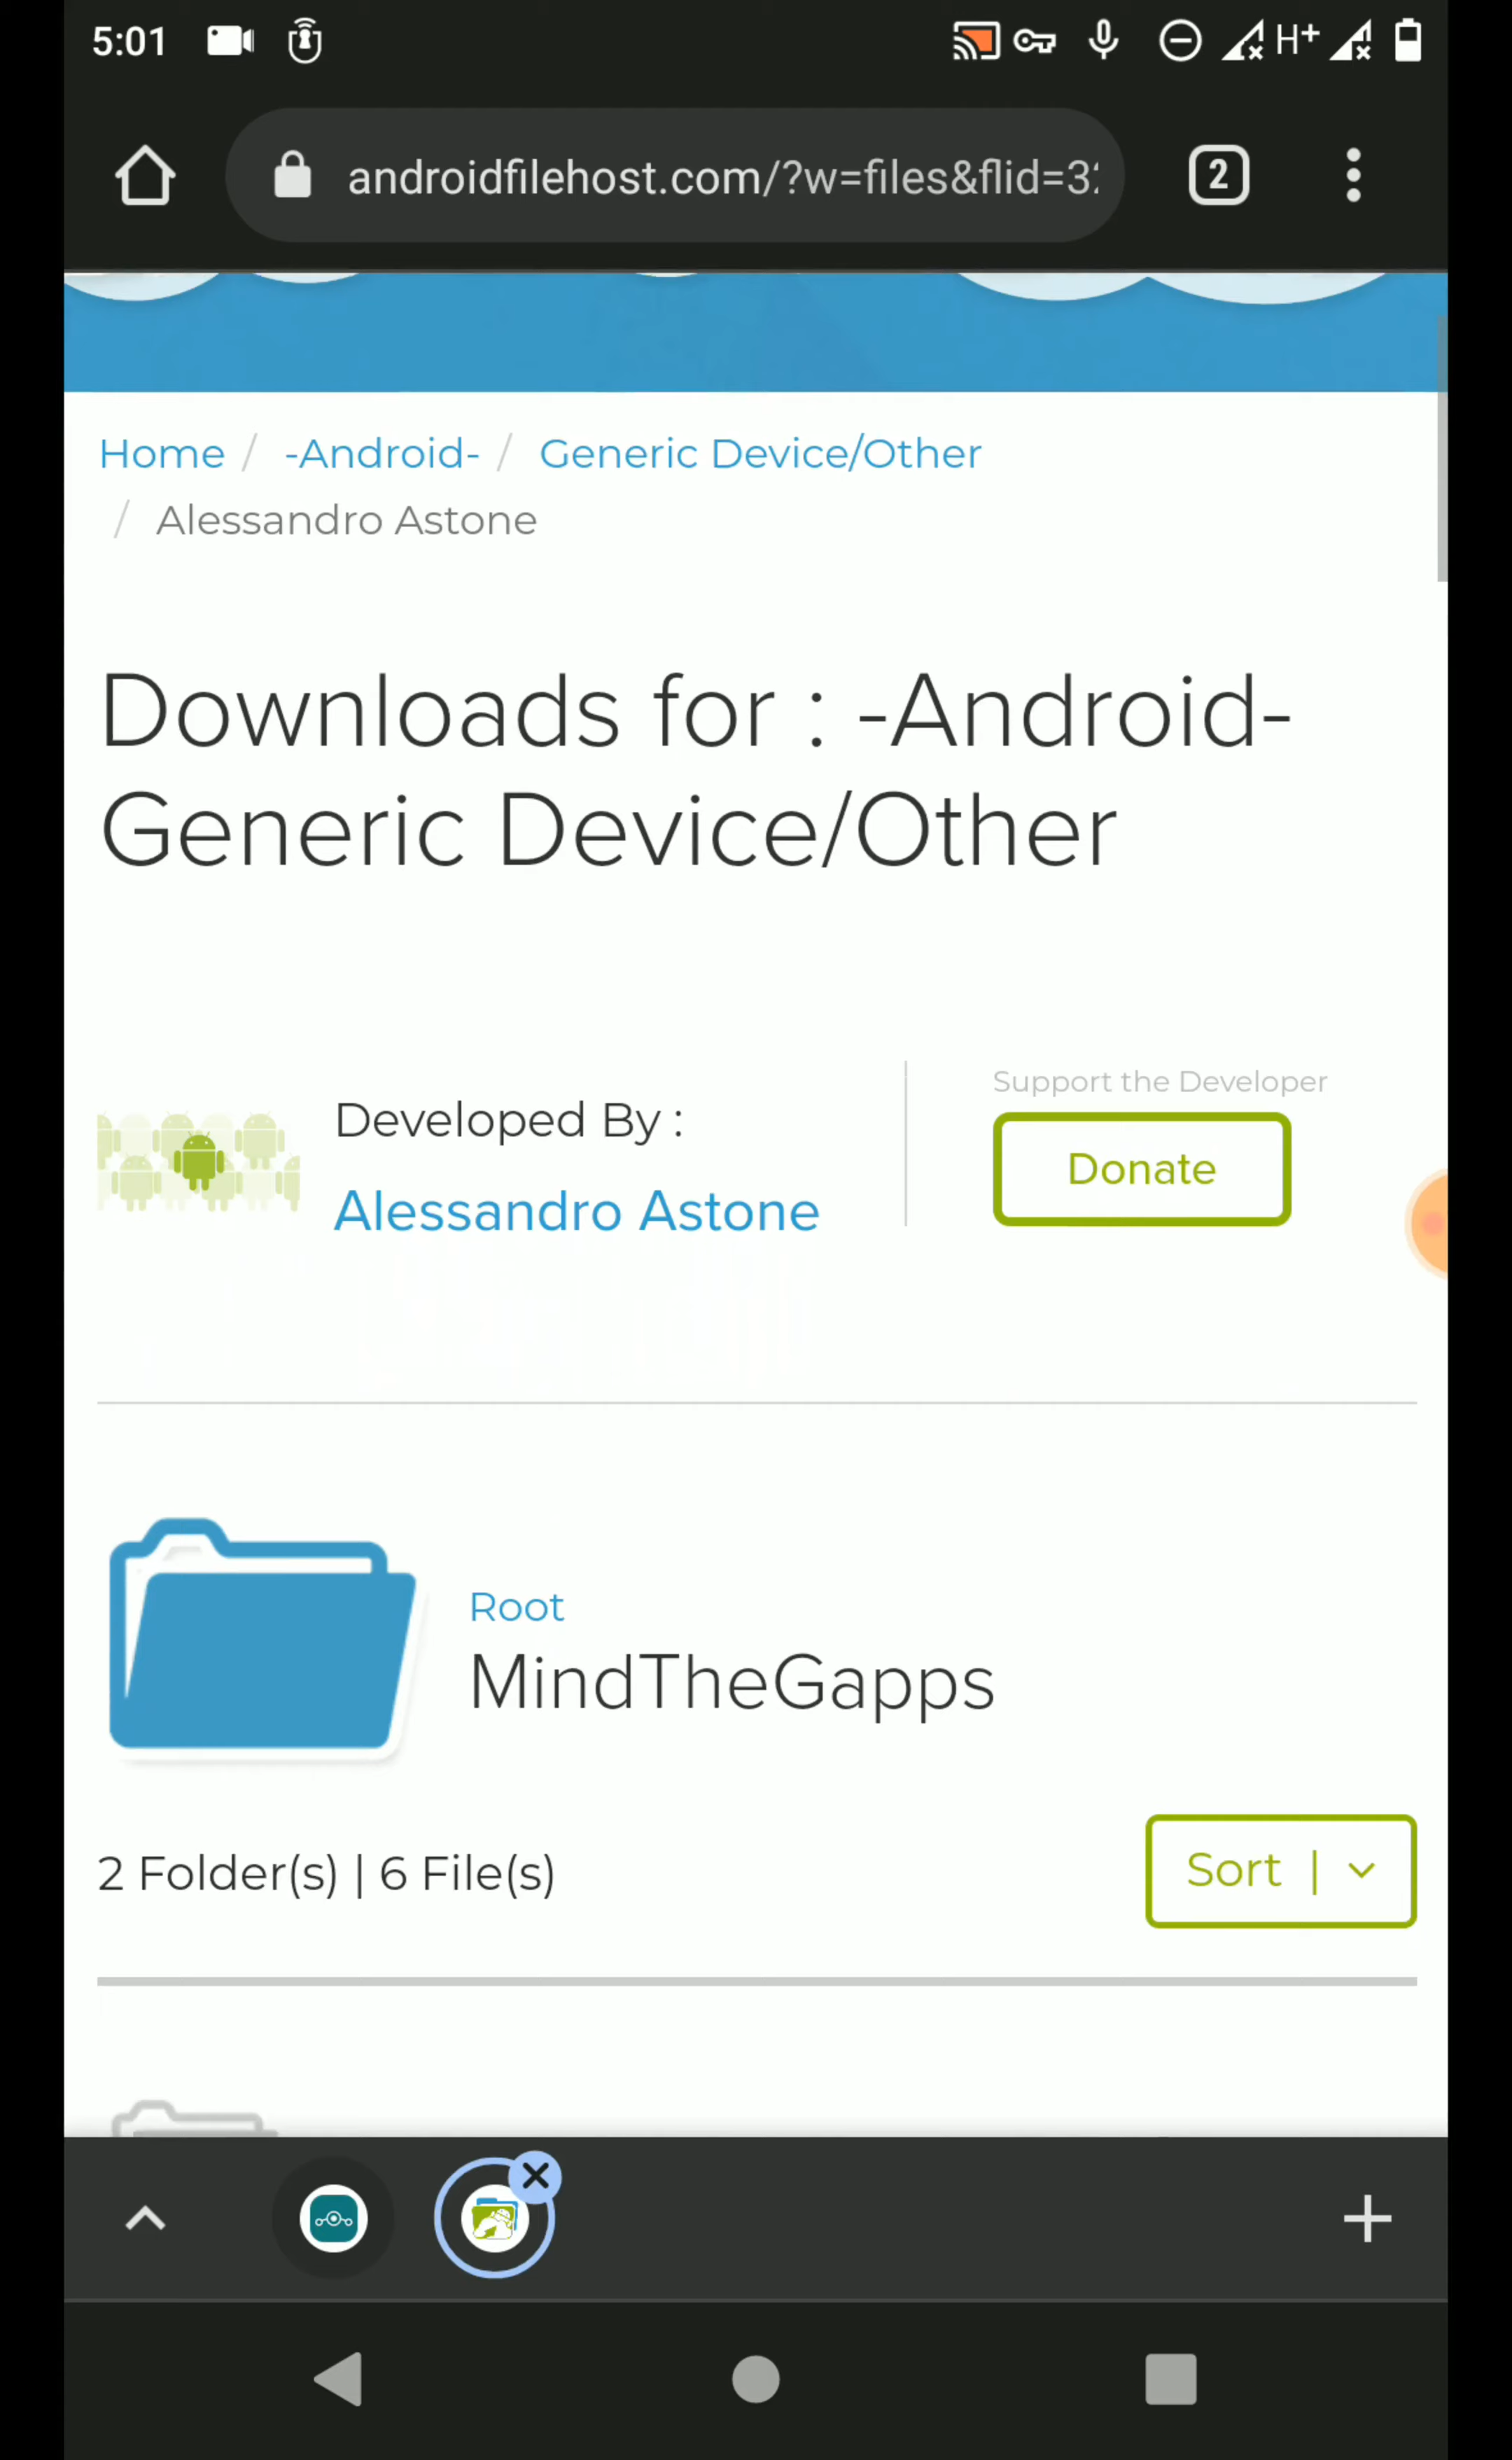 5:01
H+
androidfilehost.com/?w=files&flid=3
2
Home / -Android- / Generic Device/Other
/ Alessandro Astone
Downloads for : -Android-
Generic Device/Other
Support the Developer
Developed By :
Donate
Alessandro Astone
Root
MindTheGapps
2 Folder(s) | 6 File(s)
Sort |